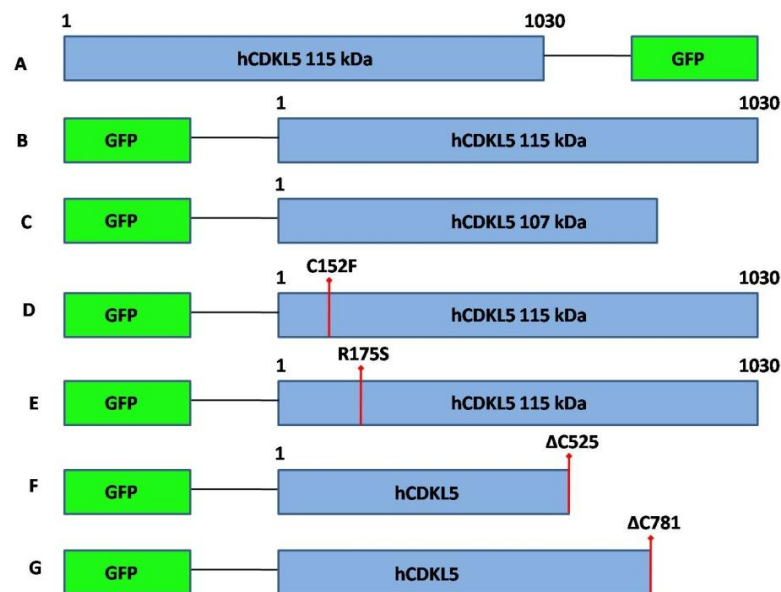 1 1030
A hCDKL5 115 kDa GFP
1 1030
B GFP hCDKL5 115 kDa
1
C GFP hCDKL5 107 kDa
C152F
1 1030
D GFP hCDKL5 115 kDa
R175S
1 1030
E GFP hCDKL5 115 kDa
1 ΔC525
F GFP hCDKL5
ΔC781
G GFP hCDKL5